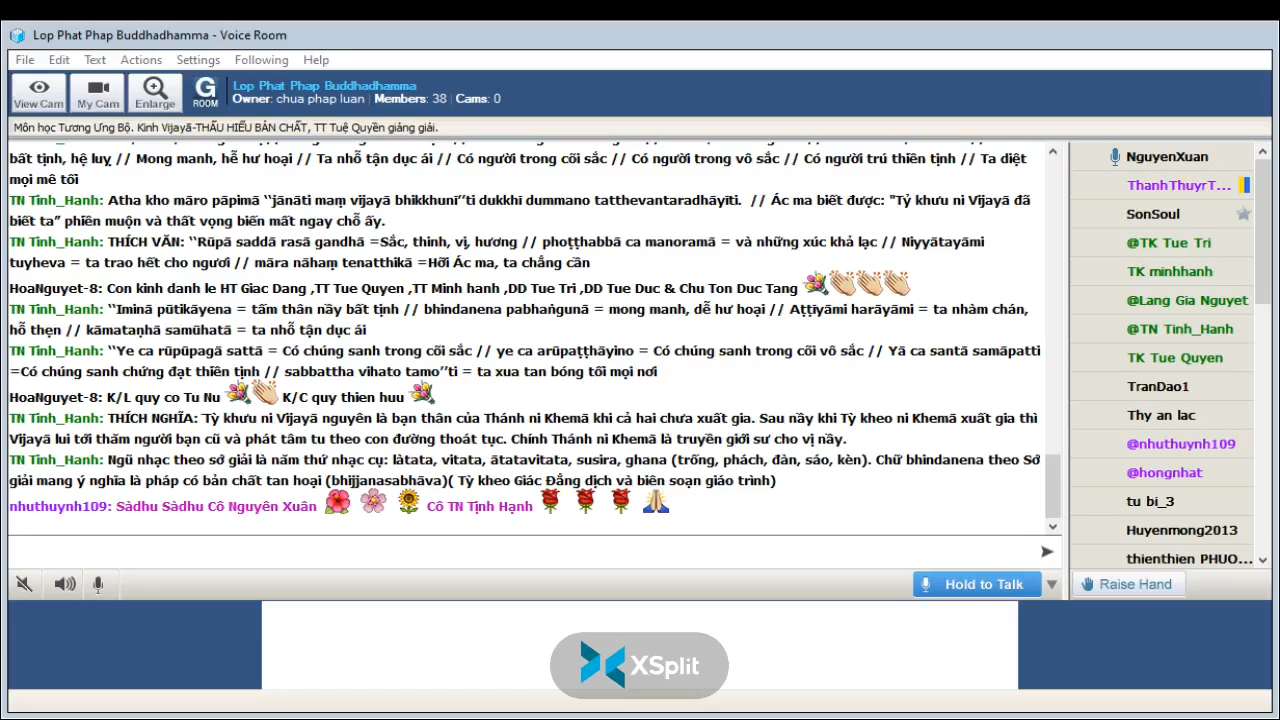 Lop Phat Phap Buddhadhamma - Voice Room
File Edit Text Actions Settings Following Help
View Cam My Cam Enlarge G ROOM
Lop Phat Phap Buddhadhamma
Owner: chua phap luan | Members: 38 | Cams: 0
Môn học Tương Ưng Bộ. Kinh Vijayā-THẤU HIỂU BẢN CHẤT, TT Tuệ Quyền giảng giải.
bất tịnh, hệ luỵ // Mong manh, hễ hư hoại // Ta nhổ tận dục ái // Có người trong cõi sắc // Có người trong vô sắc // Có người trú thiền tịnh // Ta diệt
mọi mê tối
TN Tinh_Hanh: Atha kho māro pāpimā “jānāti maṃ vijayā bhikkhunī”ti dukkhī dummano tatthevantaradhāyīti. // Ác ma biết được: "Tỷ khưu ni Vijayā đã
biết ta” phiền muộn và thất vọng biến mất ngay chỗ ấy.
TN Tinh_Hanh: THÍCH VĂN: “Rūpā saddā rasā gandhā =Sắc, thinh, vị, hương // phoṭṭhabbā ca manoramā = và những xúc khả lạc // Niyyātayāmi
tuyheva = ta trao hết cho ngươi // māra nāhaṃ tenatthikā =Hỡi Ác ma, ta chẳng cần
HoaNguyet-8: Gın kinh danh le HT Giac Dang ,TT Tue Quyen ,TT Minh hanh ,DD Tue Tri ,DD Tue Duc & Chu Ton Duc Tang
TN Tinh_Hanh: “Iminā pūtikāyena = tấm thân nầy bất tịnh // bhindanena pabhaṅgunā = mong manh, dễ hư hoại // Aṭṭīyāmi harāyāmi = ta nhàm chán,
hổ thẹn // kāmataṇhā samūhatā = ta nhổ tận dục ái
TN Tinh_Hanh: “Ye ca rūpūpagā sattā = Có chúng sanh trong cõi sắc // ye ca arūpaṭṭhāyino = Có chúng sanh trong cõi vô sắc // Yā ca santā samāpatti
=Có chúng sanh chứng đạt thiền tịnh // sabbattha vihato tamo”ti = ta xua tan bóng tối mọi nơi
HoaNguyet-8: K/L quy co Tu Nu K/C quy thien huu
TN Tinh_Hanh: THÍCH NGHĨA: Tỳ khưu ni Vijayā nguyên là bạn thân của Thánh ni Khemā khi cả hai chưa xuất gia. Sau nầy khi Tỳ kheo ni Khemā xuất gia thì
Vijayā lui tới thăm người bạn cũ và phát tâm tu theo con đường thoát tục. Chính Thánh ni Khemā là truyền giới sư cho vị nầy.
TN Tinh_Hanh: Ngũ nhạc theo sớ giải là năm thứ nhạc cụ: làtata, vitata, ātatavitata, susira, ghana (trống, phách, đàn, sáo, kèn). Chữ bhindanena theo Sớ
giải mang ý nghĩa là pháp có bản chất tan hoại (bhijjanasabhāva)( Tỳ kheo Giác Đẳng dịch và biên soạn giáo trình)
nhuthuynh109: Sàdhu Sàdhu Cô Nguyên Xuân Cô TN Tịnh Hạnh
Hold to Talk
NguyenXuan
ThanhThuyrT...
SonSoul
@TK Tue Tri
TK minhhanh
@Lang Gia Nguyet
@TN Tinh_Hanh
TK Tue Quyen
TranDao1
Thy an lac
@nhuthuynh109
@hongnhat
tu bi_3
Huyenmong2013
thienthien PHUO...
Raise Hand
XSplit